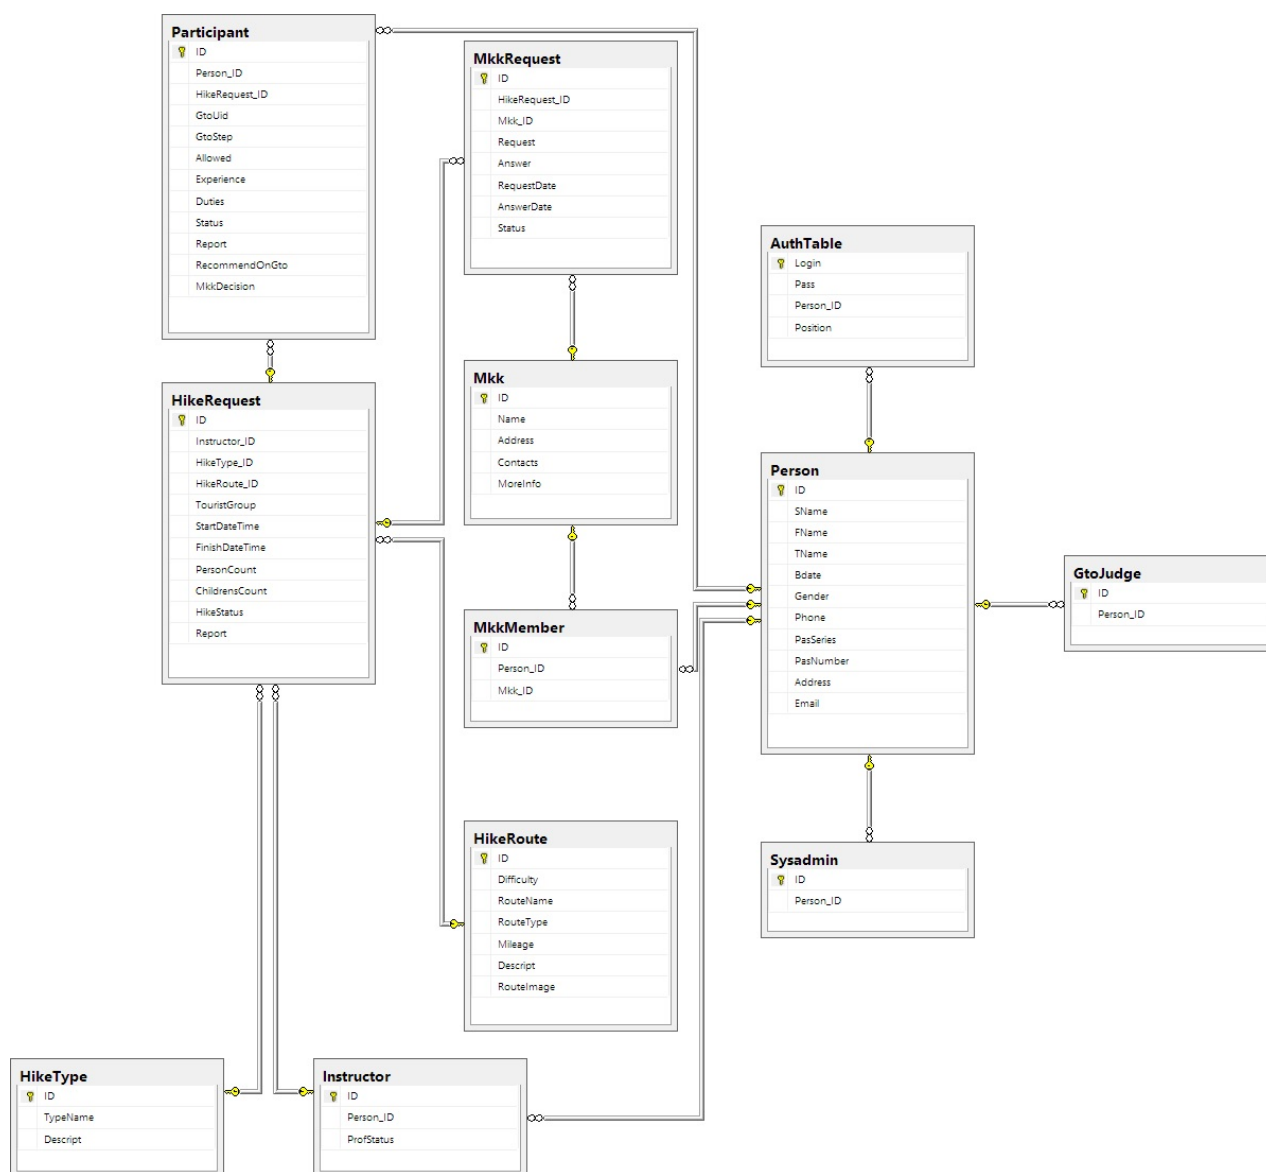 Participant
ID
Person_ID
HikeRequest_ID
GtoUid
GtoStep
Allowed
Experience
Duties
Status
Report
RecommendOnGto
MkkDecision
MkkRequest
ID
HikeRequest_ID
Mkk_ID
Request
Answer
RequestDate
AnswerDate
Status
AuthTable
Login
Pass
Person_ID
Position
HikeRequest
ID
Instructor_ID
HikeType_ID
HikeRoute_ID
TouristGroup
StartDateTime
FinishDateTime
PersonCount
ChildrensCount
HikeStatus
Report
Mkk
ID
Name
Address
Contacts
MoreInfo
Person
ID
SName
FName
TName
Bdate
Gender
Phone
PasSeries
PasNumber
Address
Email
GtoJudge
ID
Person_ID
MkkMember
ID
Person_ID
Mkk_ID
HikeRoute
ID
Difficulty
RouteName
RouteType
Mileage
Descript
RouteImage
Sysadmin
ID
Person_ID
HikeType
ID
TypeName
Descript
Instructor
ID
Person_ID
ProfStatus